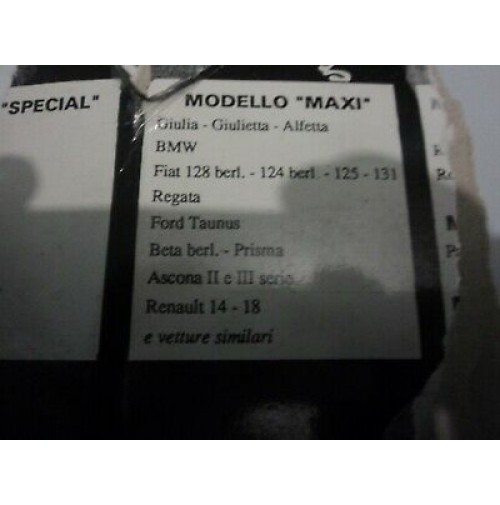 "SPECIAL"
MODELLO "MAXI"
Giulia - Giulietta - Alfetta
BMW
Fiat 128 berl. - 124 berl. - 125 - 131
Regata
Ford Taunus
Beta berl. - Prisma
Ascona II e III serie
Renault 14 - 18
e vetture similari